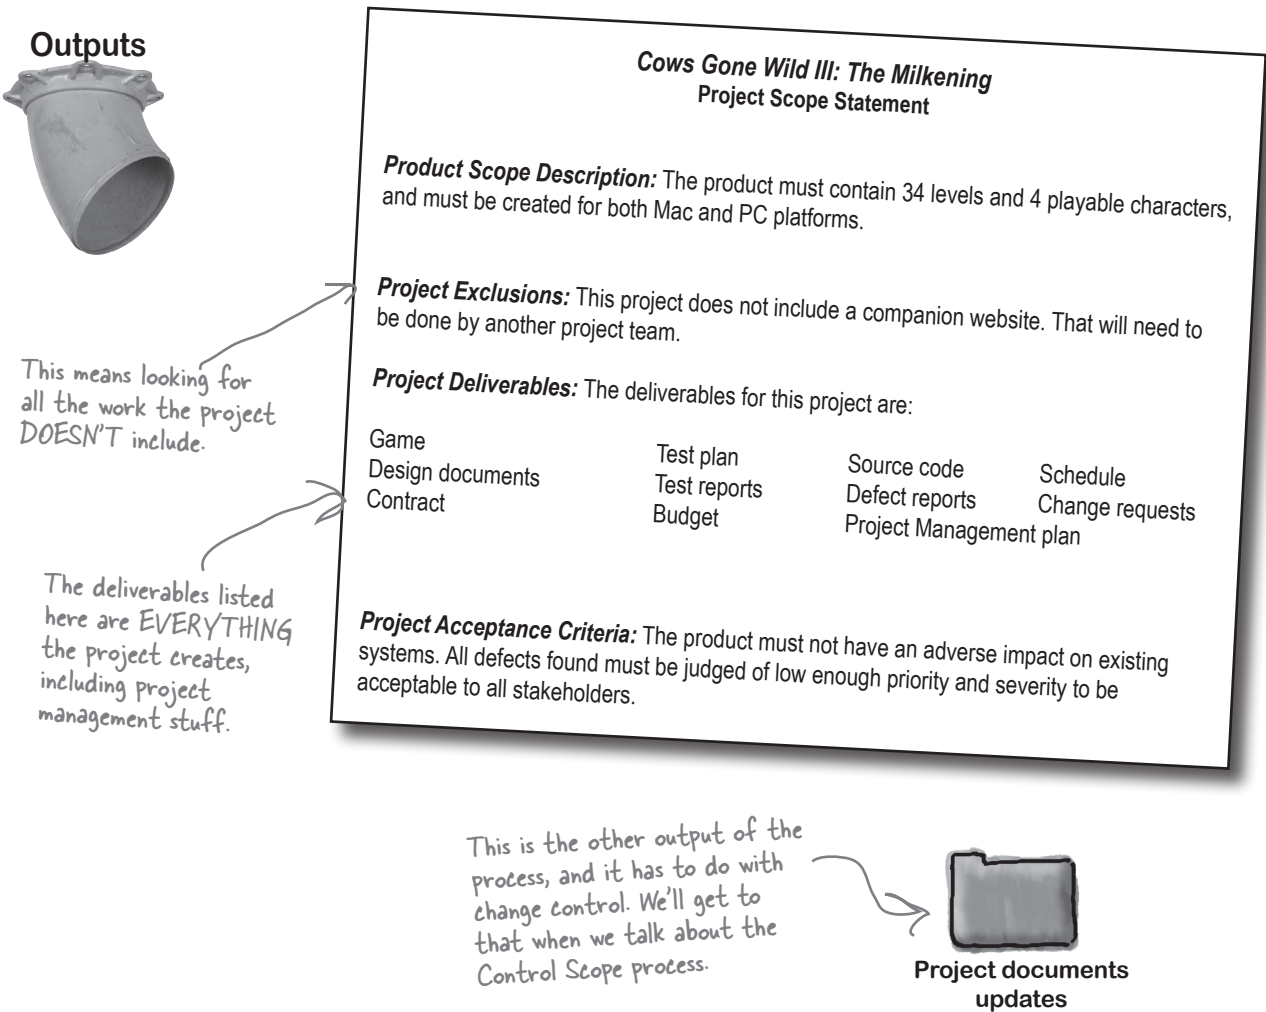 Outputs
Cows Gone Wild III: The Milkening
Project Scope Statement
Product Scope Description: The product must contain 34 levels and 4 playable characters,
and must be created for both Mac and PC platforms.
Project Exclusions: This project does not include a companion website. That will need to
be done by another project team.
This means looking for
all the work the project
DOESN'T include.
Project Deliverables: The deliverables for this project are:
Game
Design documents
Contract
Test plan
Test reports
Budget
Source code
Defect reports
Project Management plan
Schedule
Change requests
The deliverables listed
here are EVERYTHING
the project creates,
including project
management stuff.
Project Acceptance Criteria: The product must not have an adverse impact on existing
systems. All defects found must be judged of low enough priority and severity to be
acceptable to all stakeholders.
This is the other output of the
process, and it has to do with
change control. We'll get to
that when we talk about the
Control Scope process.
Project documents
updates